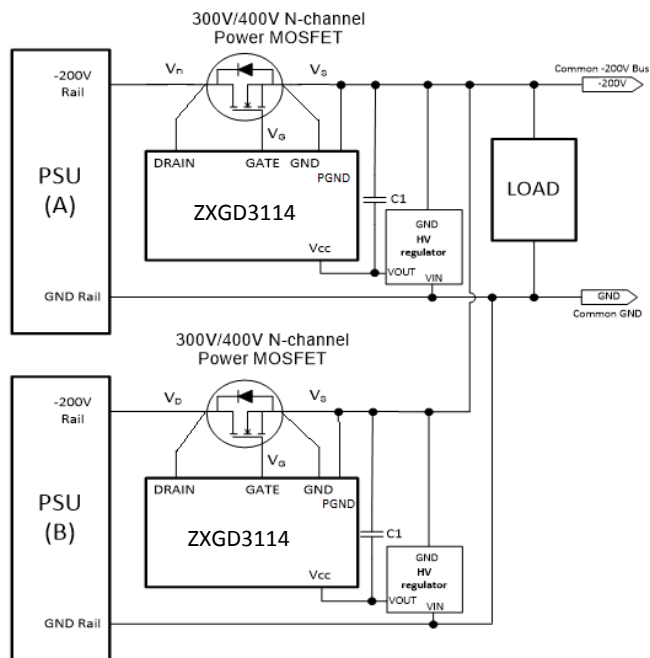 300V/400V N-channel
Power MOSFET
-200V
Rail
VD
VS
Common -200V Bus
-200V
VG
DRAIN
GATE
GND
PGND
PSU
(A)
ZXGD3114
C1
LOAD
GND
HV
regulator
Vcc
VOUT
VIN
GND Rail
GND
Common GND
300V/400V N-channel
Power MOSFET
-200V
Rail
VD
VS
VG
DRAIN
GATE
GND
PGND
PSU
(B)
ZXGD3114
C1
GND
HV
regulator
Vcc
VOUT
VIN
GND Rail